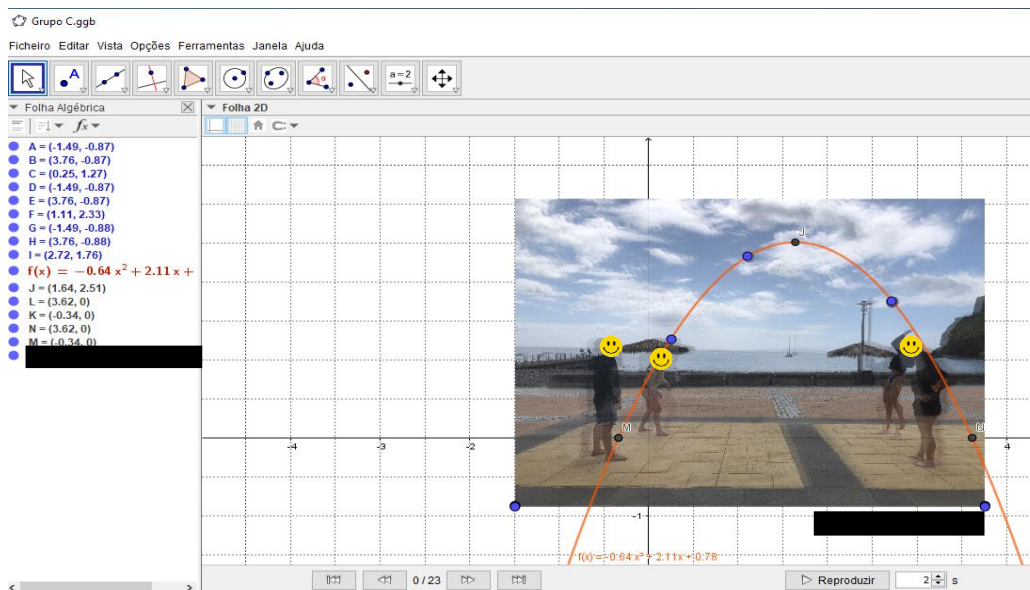 Grupo C.ggb
Ficheiro Editar Vista Opções Ferramentas Janela Ajuda
A
α
a=2
Folha Algébrica
Folha 2D
fx
A = (-1.49, -0.87)
B = (3.76, -0.87)
C = (0.25, 1.27)
D = (-1.49, -0.87)
E = (3.76, -0.87)
F = (1.11, 2.33)
G = (-1.49, -0.88)
H = (3.76, -0.88)
I = (2.72, 1.76)
f(x) = −0.64 x² + 2.11 x +
J = (1.64, 2.51)
L = (3.62, 0)
K = (-0.34, 0)
N = (3.62, 0)
M = (-0.34, 0)
J
M
N
-4 -3 -2 4
-1
f(x) = −0.64 x² + 2.11x + 0.78
0 / 23
Reproduzir
2 s